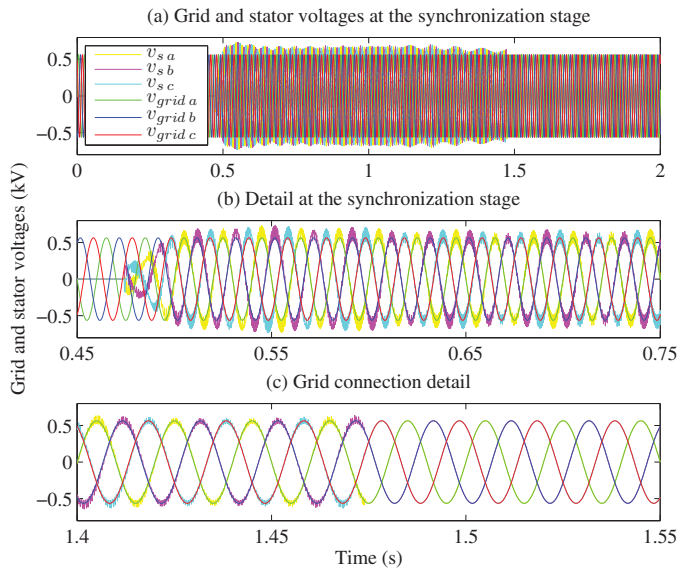 (a) Grid and stator voltages at the synchronization stage
0.5
0
−0.5
v_{s a}
v_{s b}
v_{s c}
v_{grid a}
v_{grid b}
v_{grid c}
0 0.5 1 1.5 2
(b) Detail at the synchronization stage
Grid and stator voltages (kV)
0.5
0
−0.5
0.45 0.55 0.65 0.75
(c) Grid connection detail
0.5
0
−0.5
1.4 1.45 1.5 1.55
Time (s)